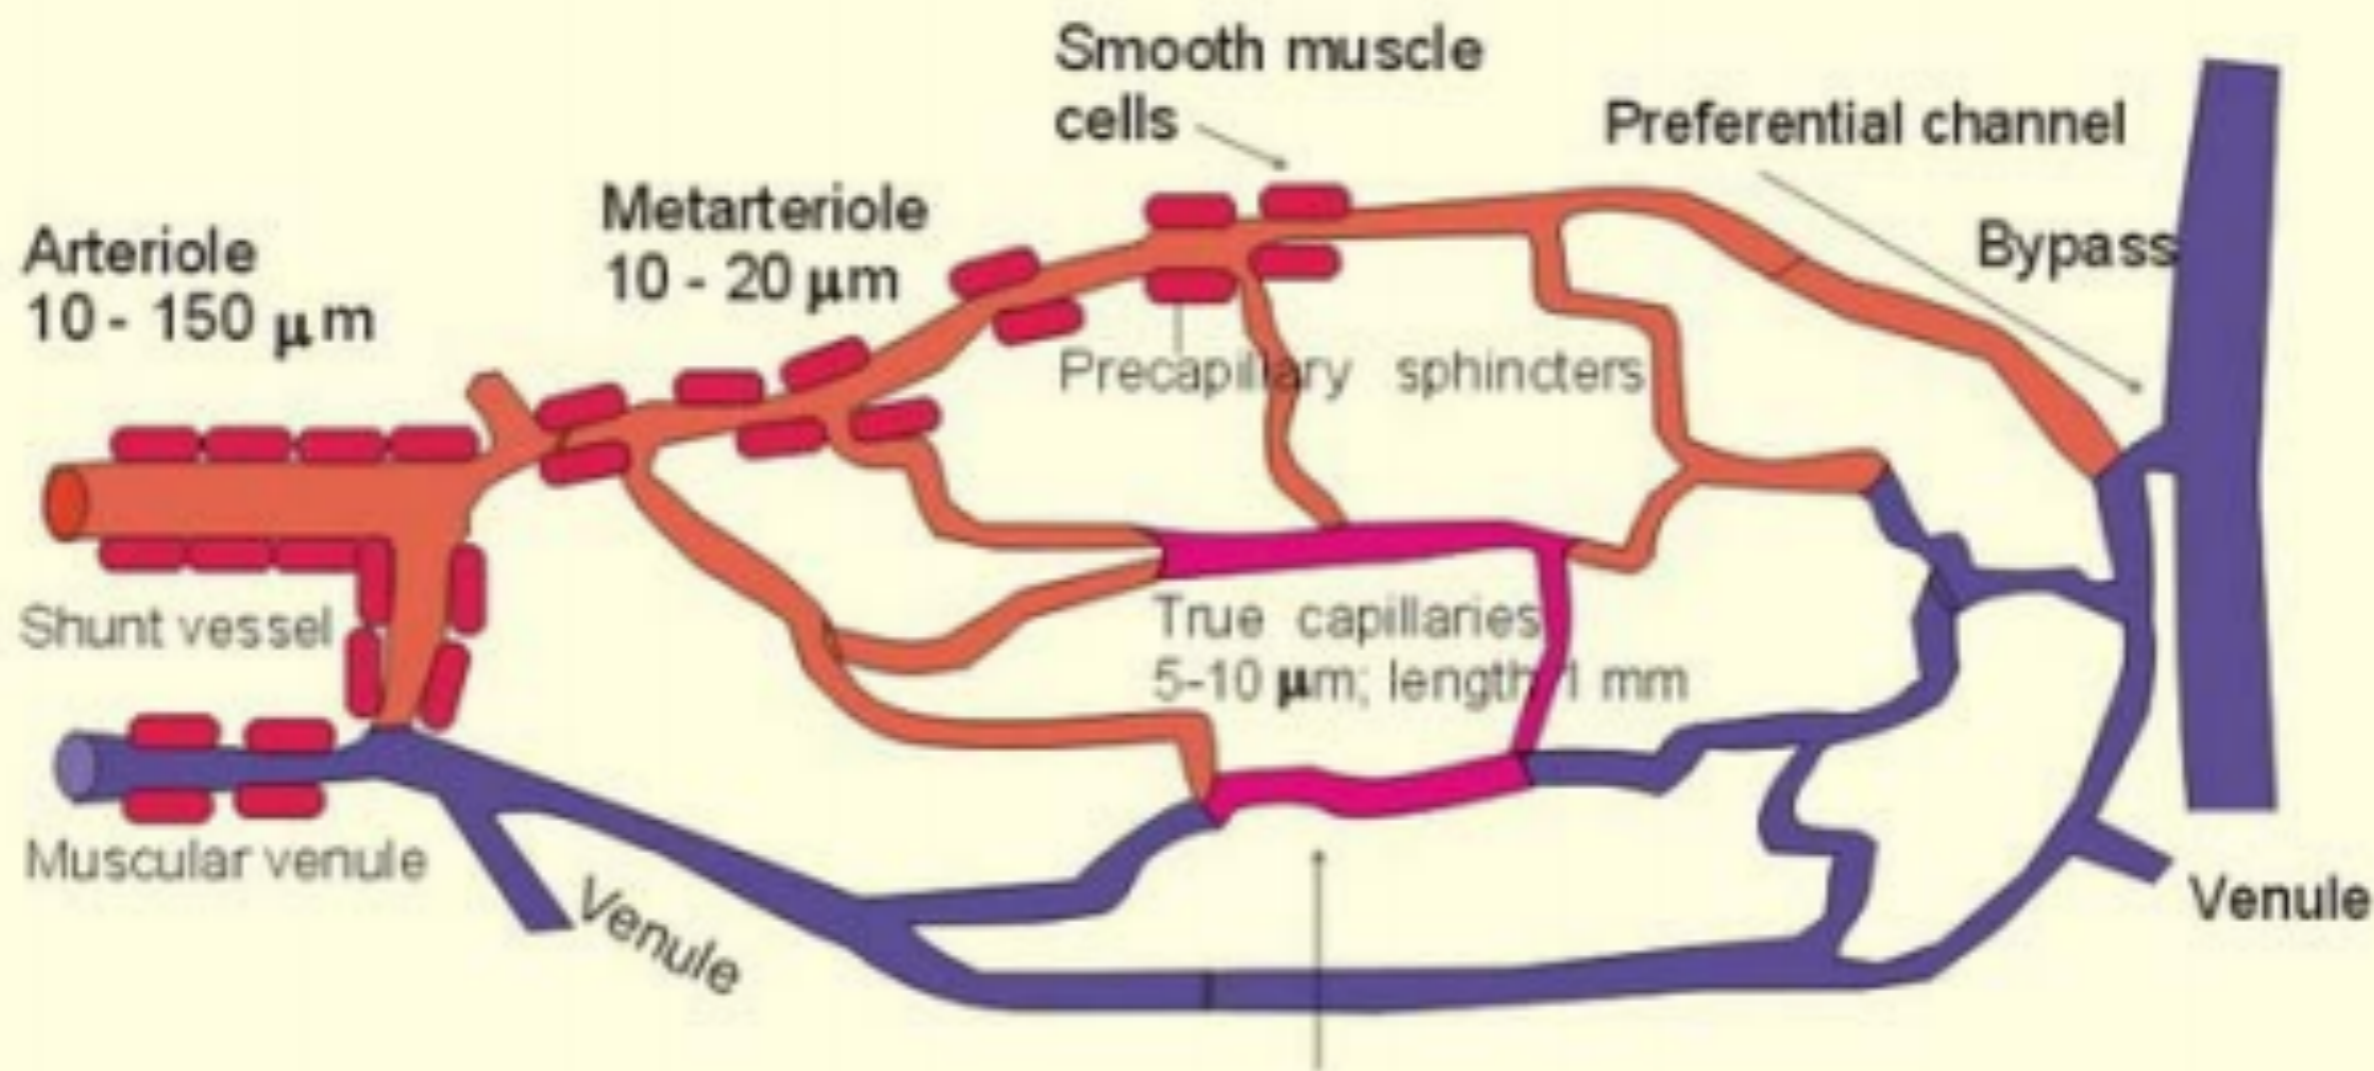 Smooth muscle
cells
Preferential channel
Bypass
Metarteriole
10 - 20 μm
Arteriole
10 - 150 μm
Precapillary sphincters
Shunt vessel
True capillaries
5-10 μm; length 1 mm
Muscular venule
Venule
Venule